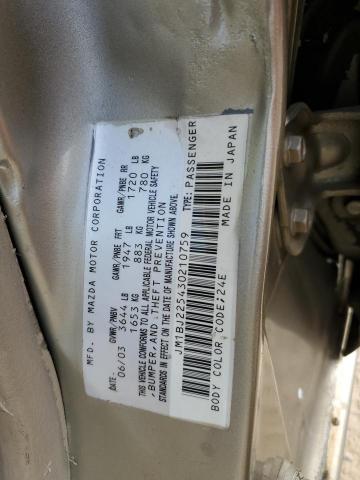 MFD. BY MAZDA MOTOR CORPORATION
DATE: GVWR/PNBV GAWR/PNBE FRT GAWR/PNBE RR
06/03 3644 LB 1947 LB 1720 LB
1653 KG 883 KG 780 KG
THIS VEHICLE CONFORMS TO ALL APPLICABLE FEDERAL MOTOR VEHICLE SAFETY
,BUMPER,AND THEFT PREVENTION
STANDARDS IN EFFECT ON THE DATE OF MANUFACTURE SHOWN ABOVE.
JM1BJ225430210759 TYPE: PASSENGER
BODY COLOR CODE;24E MADE IN JAPAN